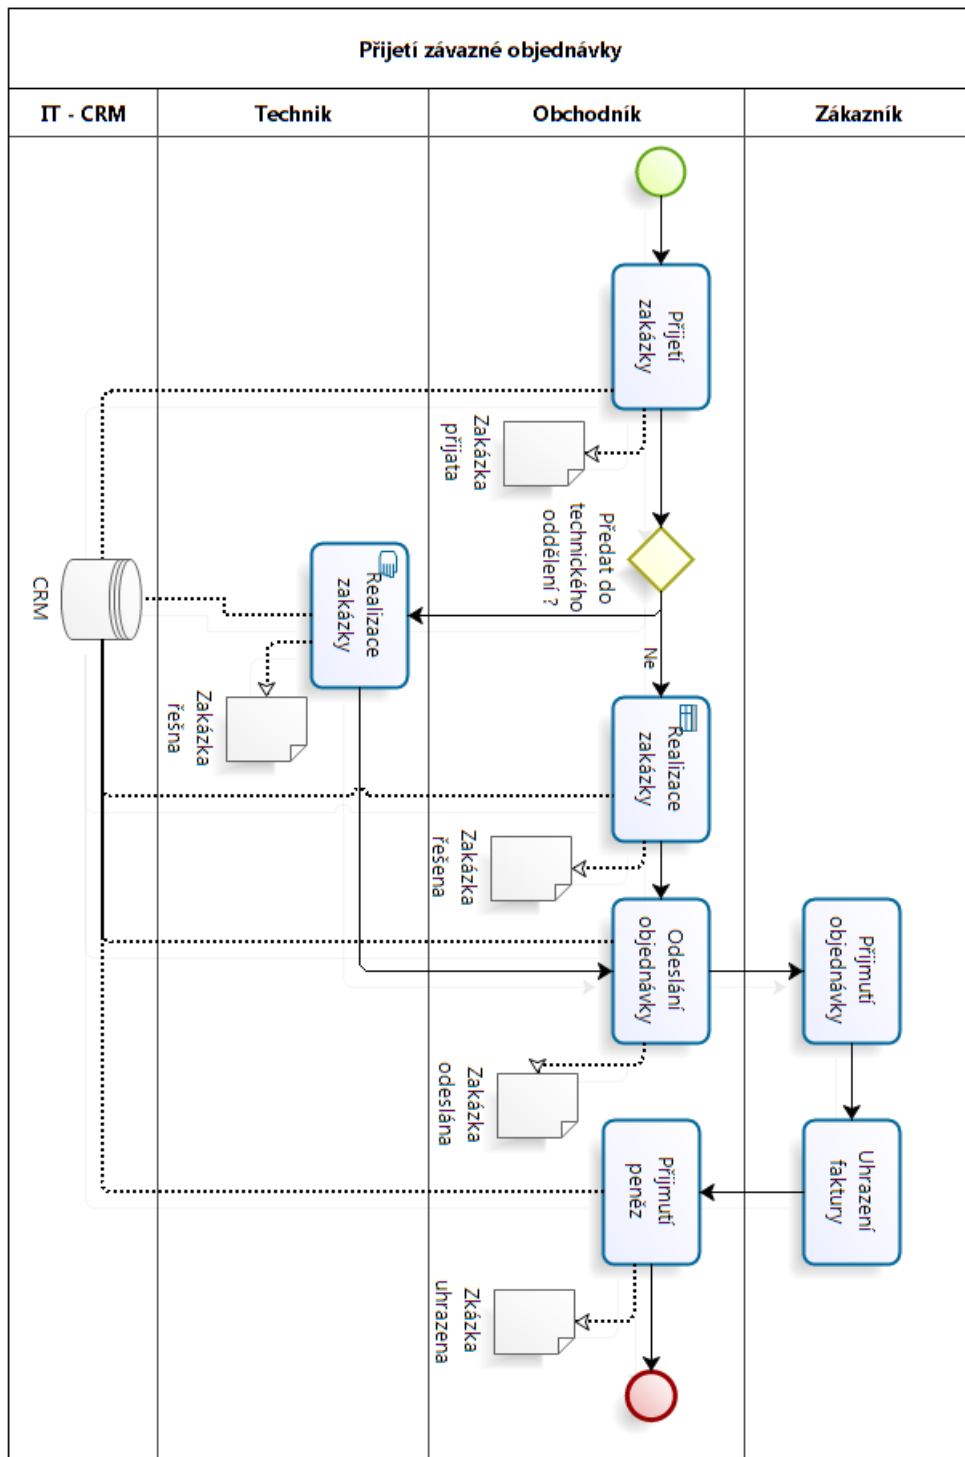 Přijetí závazné objednávky
IT - CRM
Technik
Obchodník
Zákazník
Přijetí
zakázky
Zakázka
přijata
Předat do
technického
oddělení ?
Ne
CRM
Realizace
zakázky
Zakázka
řešna
Realizace
zakázky
Zakázka
řešena
Odeslání
objednávky
Přijmutí
objednávky
Zakázka
odeslána
Přijmutí
peněz
Uhrazení
faktury
Zkázka
uhrazena